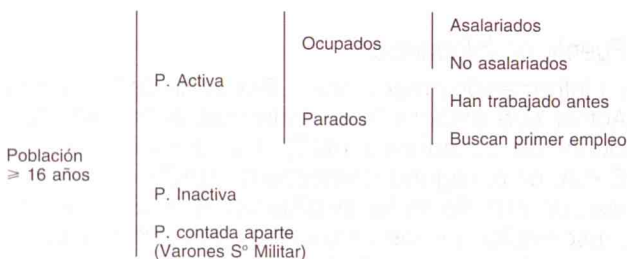 Asalariados
Ocupados
No asalariados
P. Activa
Han trabajado antes
Parados
Buscan primer empleo
Población
≥ 16 años
P. Inactiva
P. contada aparte
(Varones Sº Militar)